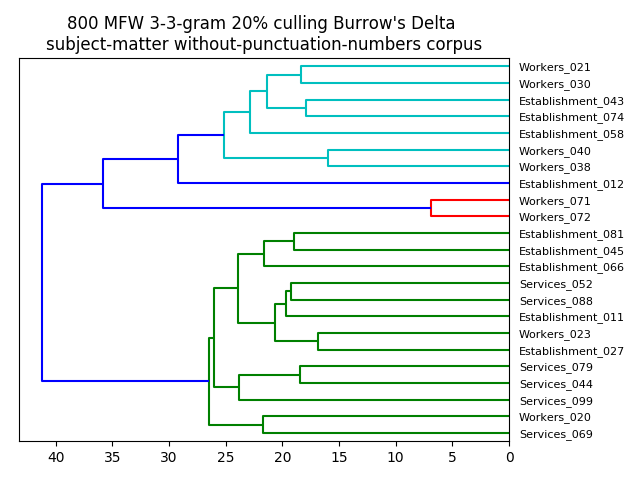 800 MFW 3-3-gram 20% culling Burrow's Delta
subject-matter without-punctuation-numbers corpus
Workers_021
Workers_030
Establishment_043
Establishment_074
Establishment_058
Workers_040
Workers_038
Establishment_012
Workers_071
Workers_072
Establishment_081
Establishment_045
Establishment_066
Services_052
Services_088
Establishment_011
Workers_023
Establishment_027
Services_079
Services_044
Services_099
Workers_020
Services_069
40 35 30 25 20 15 10 5 0